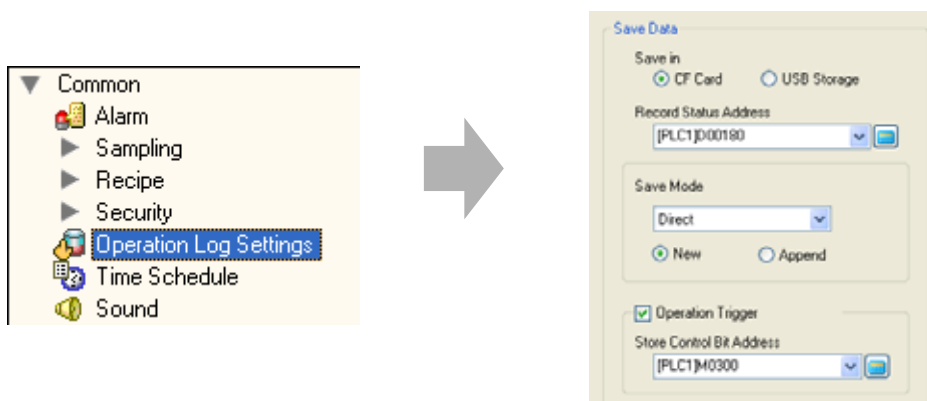 Common
Alarm
Sampling
Recipe
Security
Operation Log Settings
Time Schedule
Sound
Save Data
Save in
CF Card USB Storage
Record Status Address
[PLC1]D00180
Save Mode
Direct
New Append
Operation Trigger
Store Control Bit Address
[PLC1]M0300